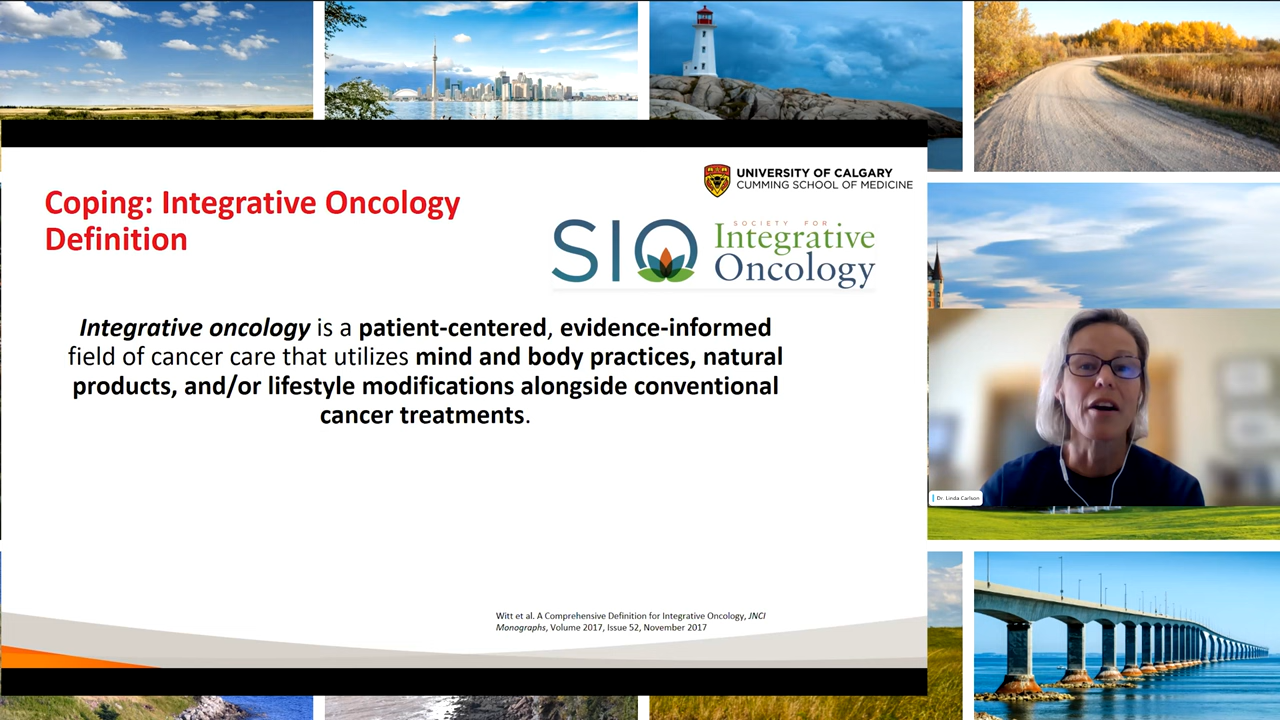 UNIVERSITY OF CALGARY
CUMMING SCHOOL OF MEDICINE
Coping: Integrative Oncology
Definition
SIO
SOCIETY FOR
Integrative
Oncology
Integrative oncology is a patient-centered, evidence-informed
field of cancer care that utilizes mind and body practices, natural
products, and/or lifestyle modifications alongside conventional
cancer treatments.
Dr. Linda Carlson
Witt et al. A Comprehensive Definition for Integrative Oncology, JNCI
Monographs, Volume 2017, Issue 52, November 2017